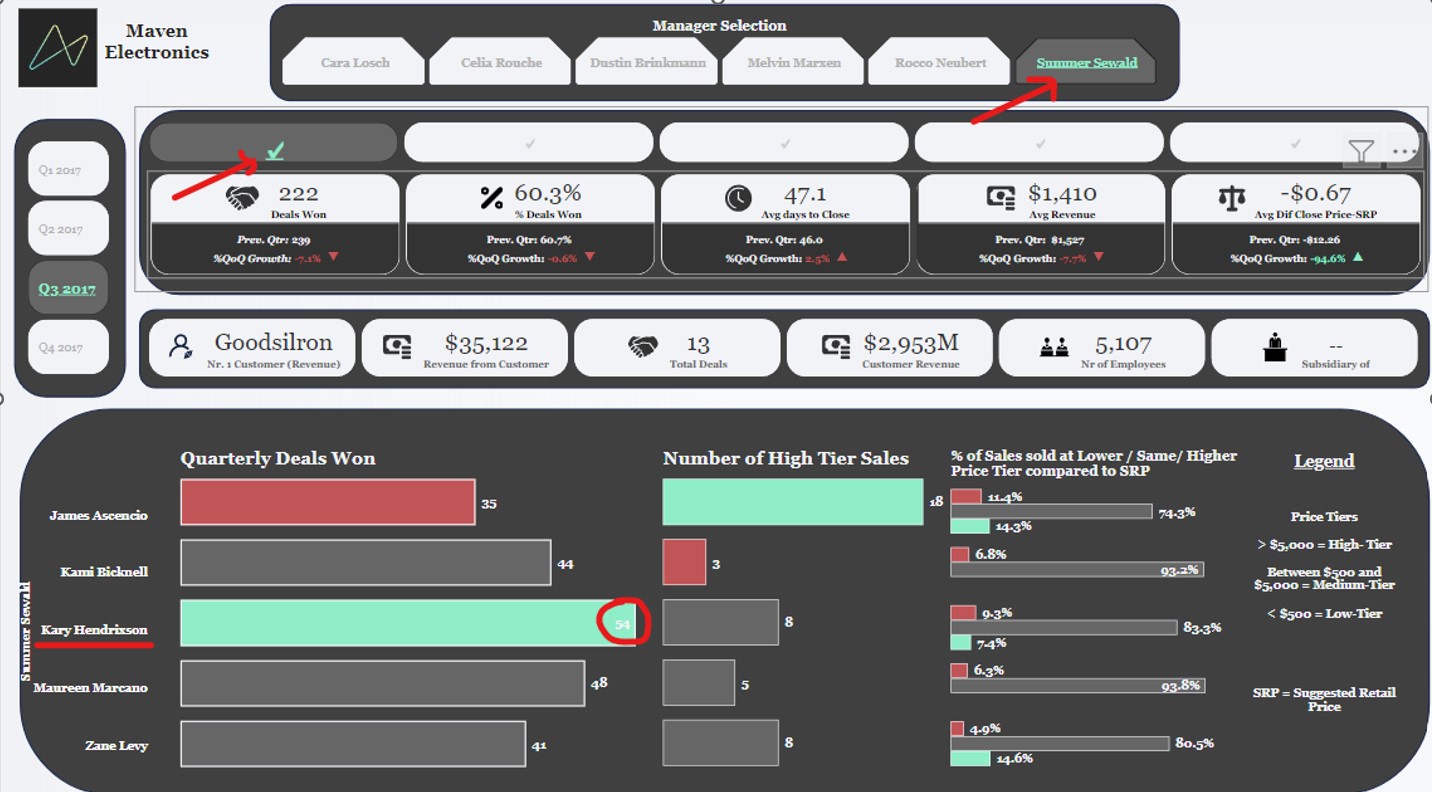 Maven
Electronics
Manager Selection
Cara Losch
Celia Rouche
Dustin Brinkmann
Melvin Marxen
Rocco Neubert
Summer Sewald
Q1 2017
Q2 2017
Q3 2017
Q4 2017
222
Deals Won
Prev. Qtr: 239
%QoQ Growth: -7.1% ▼
60.3%
% Deals Won
Prev. Qtr: 60.7%
%QoQ Growth: -0.6% ▼
47.1
Avg days to Close
Prev. Qtr: 46.0
%QoQ Growth: 2.5% ▲
$1,410
Avg Revenue
Prev. Qtr: $1,527
%QoQ Growth: -7.7% ▼
-$0.67
Avg Dif Close Price-SRP
Prev. Qtr: -$12.26
%QoQ Growth: -94.6% ▲
Goodsilron
Nr. 1 Customer (Revenue)
$35,122
Revenue from Customer
13
Total Deals
$2,953M
Customer Revenue
5,107
Nr of Employees
--
Subsidiary of
Quarterly Deals Won
Number of High Tier Sales
% of Sales sold at Lower / Same/ Higher
Price Tier compared to SRP
Legend
Summer Sewald
James Ascencio
35
18
11.4%
74.3%
14.3%
Kami Bicknell
44
3
6.8%
93.2%
Kary Hendrixson
54
8
9.3%
83.3%
7.4%
Maureen Marcano
48
5
6.3%
93.8%
Zane Levy
41
8
4.9%
80.5%
14.6%
Price Tiers
> $5,000 = High- Tier
Between $500 and
$5,000 = Medium-Tier
< $500 = Low-Tier
SRP = Suggested Retail
Price